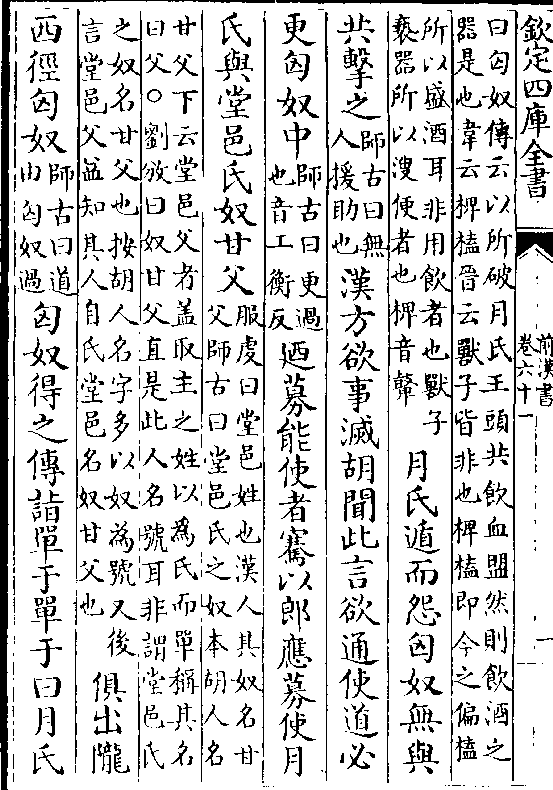 欽定四庫全書
前漢書
卷六十一
曰匈奴傳云以所破月氏王頭共飲血盟然則飲酒之
器是也韋云椑榼晉云獸子皆非也椑榼即今之偏榼
所以盛酒耳非用飲者也獸子
褻器所以溲便者也椑音鼙
月氏遁而怨匈奴無與
共擊之
師古曰無
人援助也
漢方欲事滅胡聞此言欲通使道必
更匈奴中
師古曰更過
也音工衡反
廼募能使者騫以郎應募使月
氏與堂邑氏奴甘父
服虔曰堂邑姓也漢人其奴名甘
父師古曰堂邑氏之奴本胡人名
甘父下云堂邑父者蓋取主之姓以為氏而單稱其名
曰父○劉攽曰奴甘父直是此人名號耳非謂堂邑氏
之奴名甘父也按胡人名字多以奴為號又後
言堂邑父益知其人自氏堂邑名奴甘父也
俱出隴
西徑匈奴
師古曰道
由匈奴過
匈奴得之傳詣單于單于曰月氏